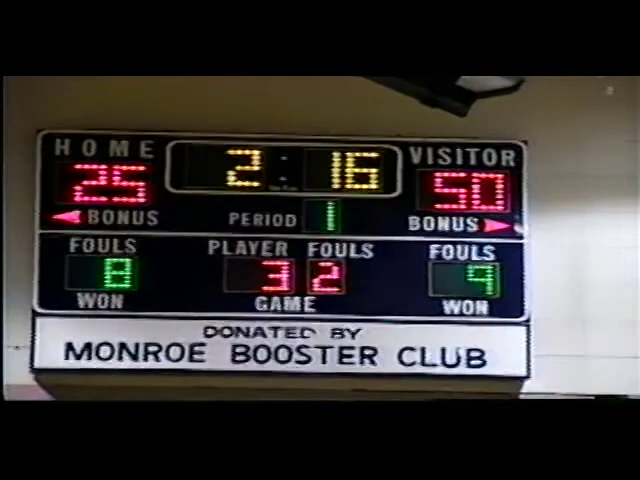 HOME 2:16 VISITOR
25 50
BONUS PERIOD 1 BONUS
FOULS PLAYER FOULS FOULS
8 3 2 9
WON GAME WON
DONATED BY
MONROE BOOSTER CLUB